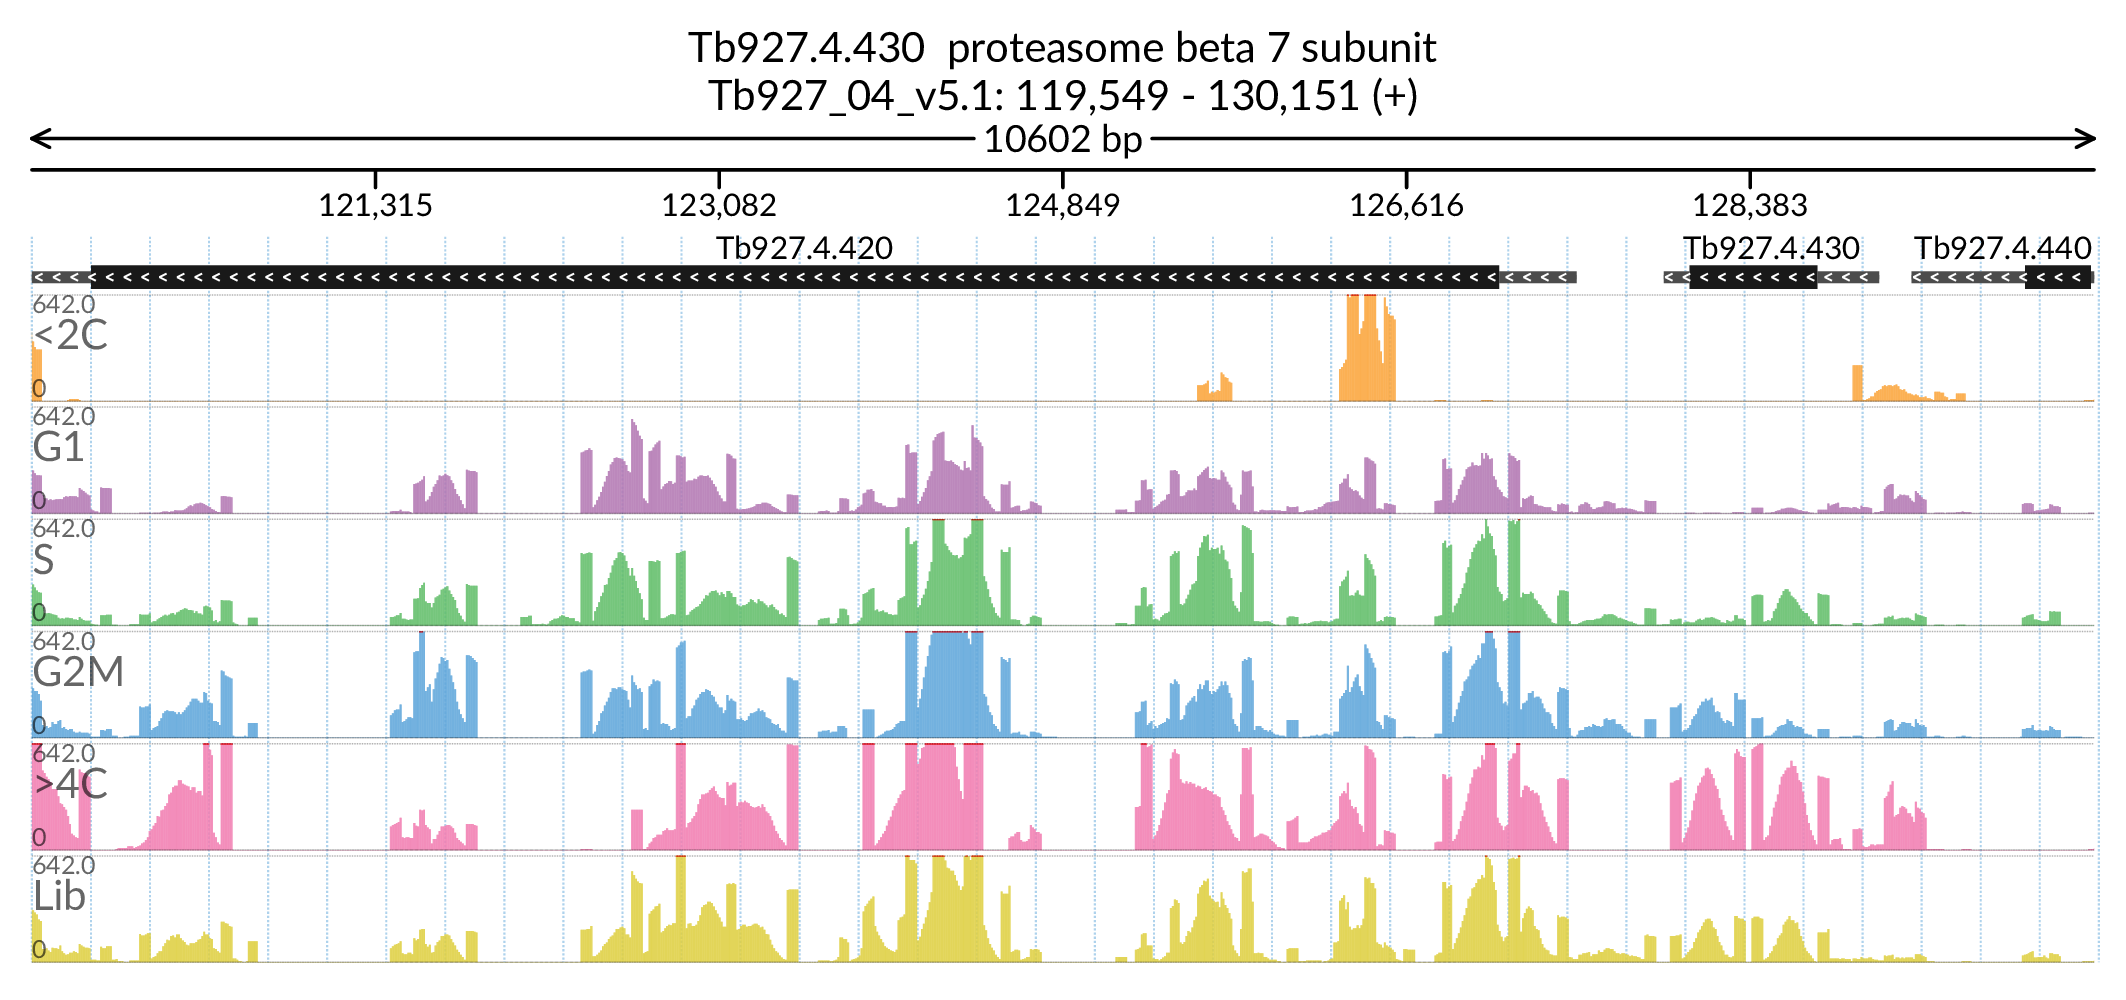 Tb927.4.430  proteasome beta 7 subunit
Tb927_04_v5.1: 119,549 - 130,151 (+)
10602 bp
121,315 123,082 124,849 126,616 128,383
Tb927.4.420 Tb927.4.430 Tb927.4.440
642.0
<2C
0
642.0
G1
0
642.0
S
0
642.0
G2M
0
642.0
>4C
0
642.0
Lib
0